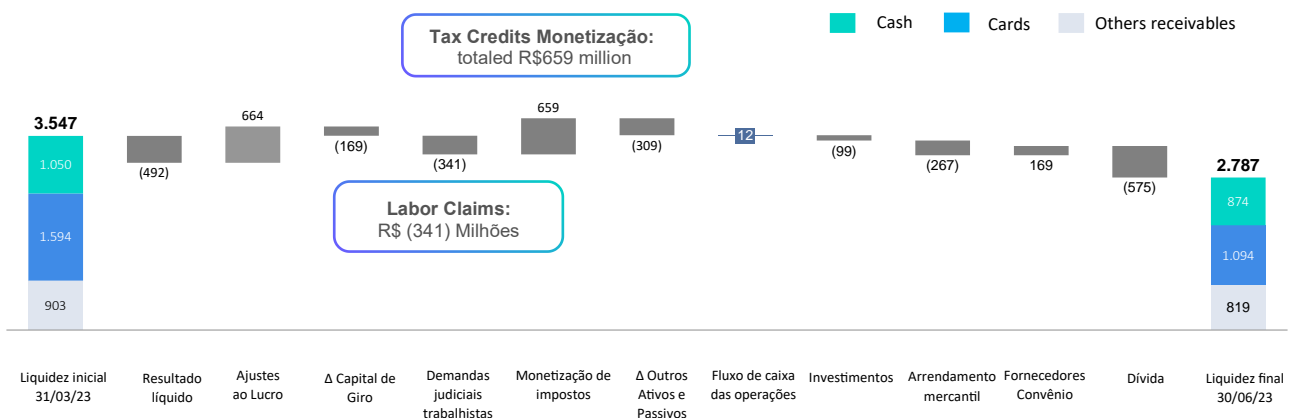 Cash
Cards
Others receivables
Tax Credits Monetização:
totaled R$659 million
3.547
1.050
1.594
903
(492)
664
(169)
(341)
659
(309)
12
(99)
(267)
169
(575)
2.787
874
1.094
819
Labor Claims:
R$ (341) Milhões
Liquidez inicial
31/03/23
Resultado
líquido
Ajustes
ao Lucro
Δ Capital de
Giro
Demandas
judiciais
trabalhistas
Monetização de
impostos
Δ Outros
Ativos e
Passivos
Fluxo de caixa
das operações
Investimentos
Arrendamento
mercantil
Fornecedores
Convênio
Dívida
Liquidez final
30/06/23